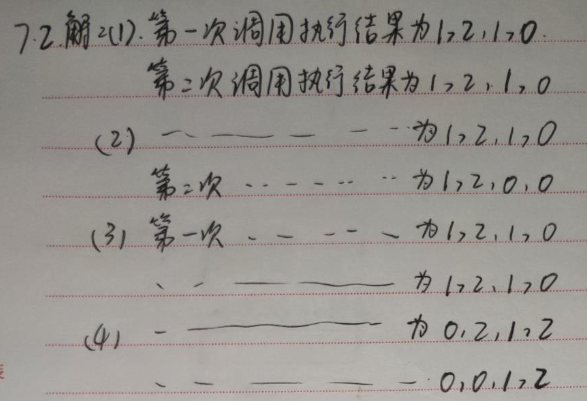 7.2.解:(1).第一次调用执行结果为1,2,1,0.
第二次调用执行结果为1,2,1,0
(2) 一 、—— — — — ··为1,2,1,0
第二次 ·· — — ·· ·· 为1,2,0,0
(3) 第一次 、— — — 、为1,2,1,0
、 、— —— 为1,2,1,0
(4) — ———— 为0,2,1,2
、 — — — — 0,0,1,2